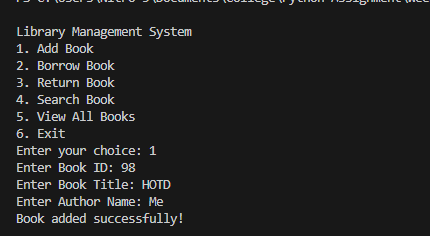 Library Management System
1. Add Book
2. Borrow Book
3. Return Book
4. Search Book
5. View All Books
6. Exit
Enter your choice: 1
Enter Book ID: 98
Enter Book Title: HOTD
Enter Author Name: Me
Book added successfully!